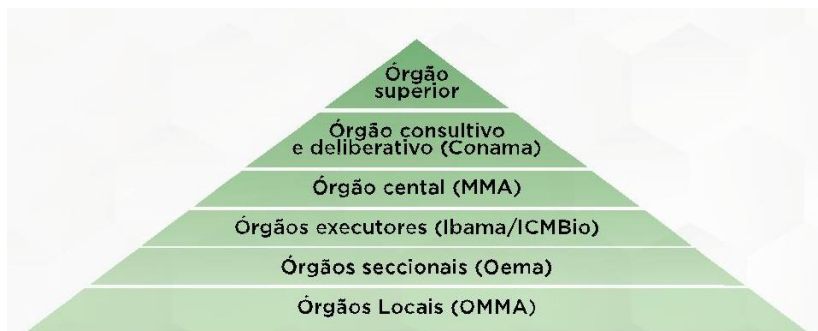 Órgão
superior
Órgão consultivo
e deliberativo (Conama)
Órgão cental (MMA)
Órgãos executores (Ibama/ICMBio)
Órgãos seccionais (Oema)
Órgãos Locais (OMMA)